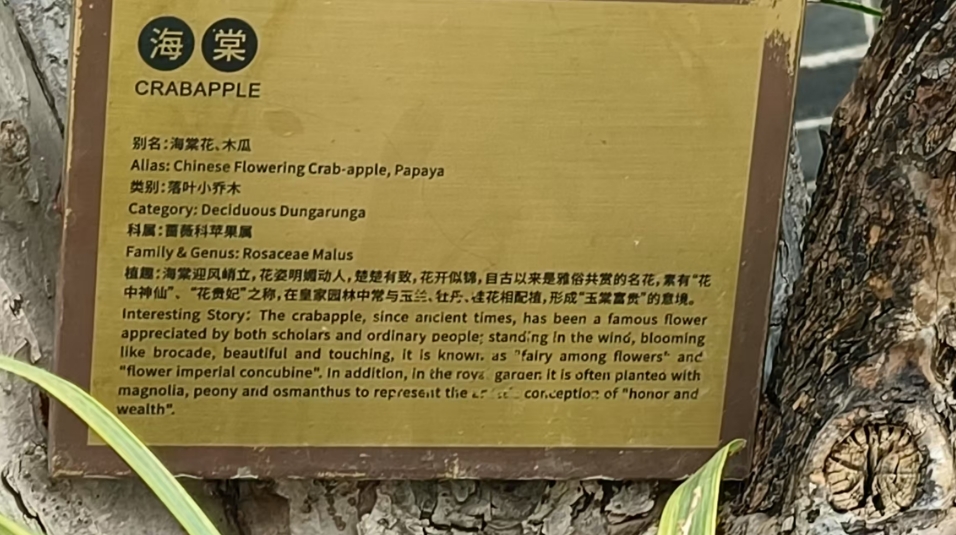 海棠
CRABAPPLE
别名:海棠花、木瓜
Alias: Chinese Flowering Crab-apple, Papaya
类别:落叶小乔木
Category: Deciduous Dungarunga
科属:蔷薇科苹果属
Family & Genus: Rosaceae Malus
植趣:海棠迎风峭立,花姿明媚动人,楚楚有致,花开似锦,自古以来是雅俗共赏的名花,素有“花
中神仙”、“花贵妃”之称,在皇家园林中常与玉兰、牡丹、桂花相配植,形成“玉棠富贵”的意境。
Interesting Story: The crabapple, since ancient times, has been a famous flower
appreciated by both scholars and ordinary people; standing in the wind, blooming
like brocade, beautiful and touching, it is known as "fairy among flowers" and
"flower imperial concubine". In addition, in the royal garden it is often planted with
magnolia, peony and osmanthus to represent the conception of "honor and
wealth".